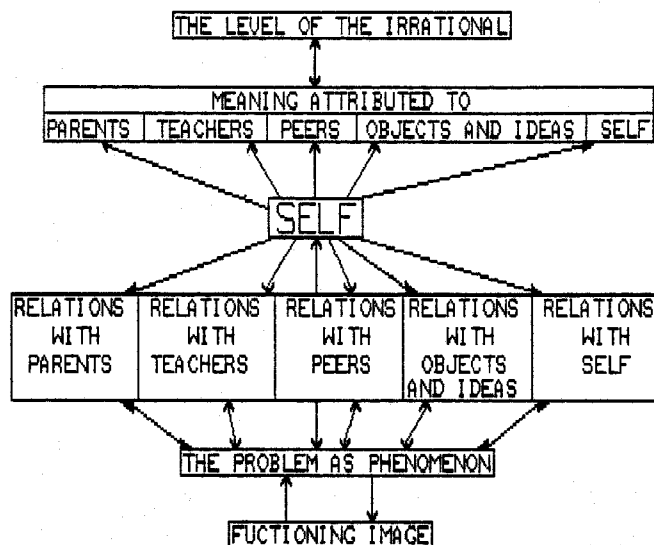 THE LEVEL OF THE IRRATIONAL
MEANING ATTRIBUTED TO
PARENTS TEACHERS PEERS OBJECTS AND IDEAS SELF
SELF
RELATIONS WITH PARENTS
RELATIONS WITH TEACHERS
RELATIONS WITH PEERS
RELATIONS WITH OBJECTS AND IDEAS
RELATIONS WITH SELF
THE PROBLEM AS PHENOMENON
FUCTIONING IMAGE